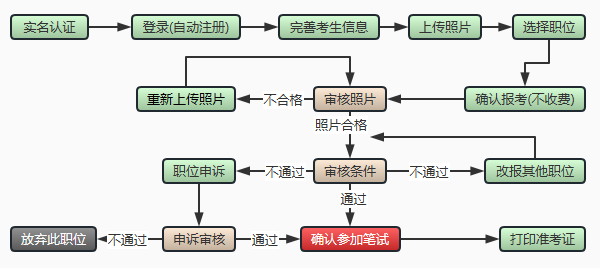 实名认证
登录(自动注册)
完善考生信息
上传照片
选择职位
重新上传照片
不合格
审核照片
确认报考(不收费)
照片合格
职位申诉
不通过
审核条件
不通过
改报其他职位
通过
放弃此职位
不通过
申诉审核
通过
确认参加笔试
打印准考证